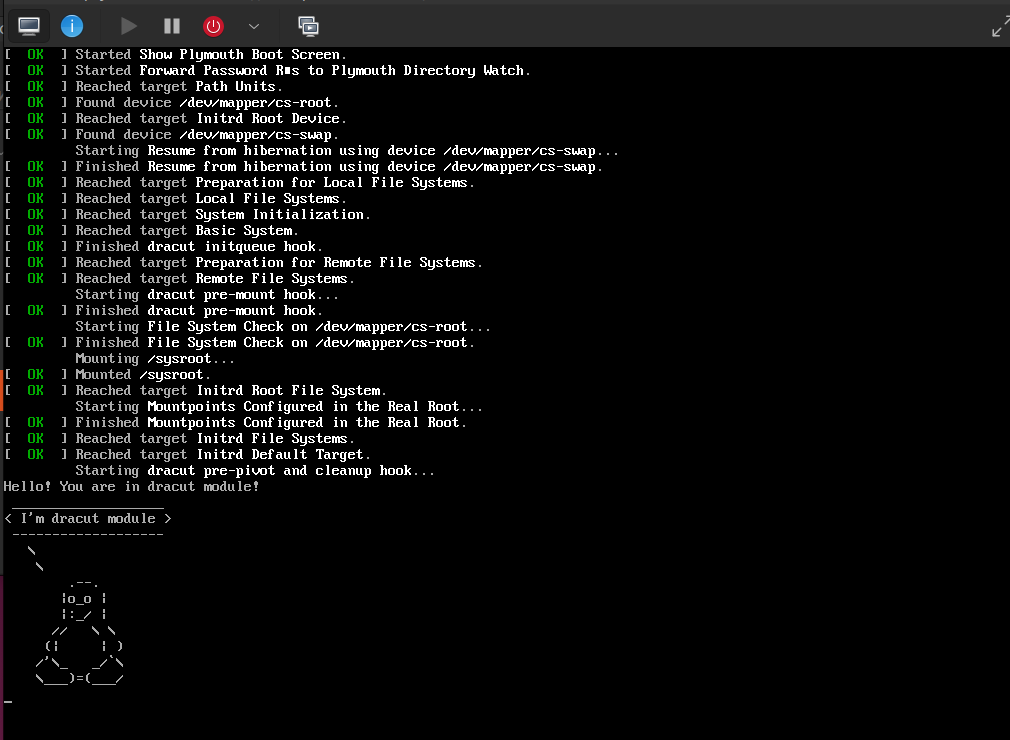 [  OK  ] Started Show Plymouth Boot Screen.
[  OK  ] Started Forward Password R■s to Plymouth Directory Watch.
[  OK  ] Reached target Path Units.
[  OK  ] Found device /dev/mapper/cs-root.
[  OK  ] Reached target Initrd Root Device.
[  OK  ] Found device /dev/mapper/cs-swap.
         Starting Resume from hibernation using device /dev/mapper/cs-swap...
[  OK  ] Finished Resume from hibernation using device /dev/mapper/cs-swap.
[  OK  ] Reached target Preparation for Local File Systems.
[  OK  ] Reached target Local File Systems.
[  OK  ] Reached target System Initialization.
[  OK  ] Reached target Basic System.
[  OK  ] Finished dracut initqueue hook.
[  OK  ] Reached target Preparation for Remote File Systems.
[  OK  ] Reached target Remote File Systems.
         Starting dracut pre-mount hook...
[  OK  ] Finished dracut pre-mount hook.
         Starting File System Check on /dev/mapper/cs-root...
[  OK  ] Finished File System Check on /dev/mapper/cs-root.
         Mounting /sysroot...
[  OK  ] Mounted /sysroot.
[  OK  ] Reached target Initrd Root File System.
         Starting Mountpoints Configured in the Real Root...
[  OK  ] Finished Mountpoints Configured in the Real Root.
[  OK  ] Reached target Initrd File Systems.
[  OK  ] Reached target Initrd Default Target.
         Starting dracut pre-pivot and cleanup hook...
Hello! You are in dracut module!
 ___________________
< I'm dracut module >
 -------------------
   \
    \
        .--.
       |o_o |
       |:_/ |
      //   \ \
     (|     | )
    /'\_   _/`\
    \___)=(___/